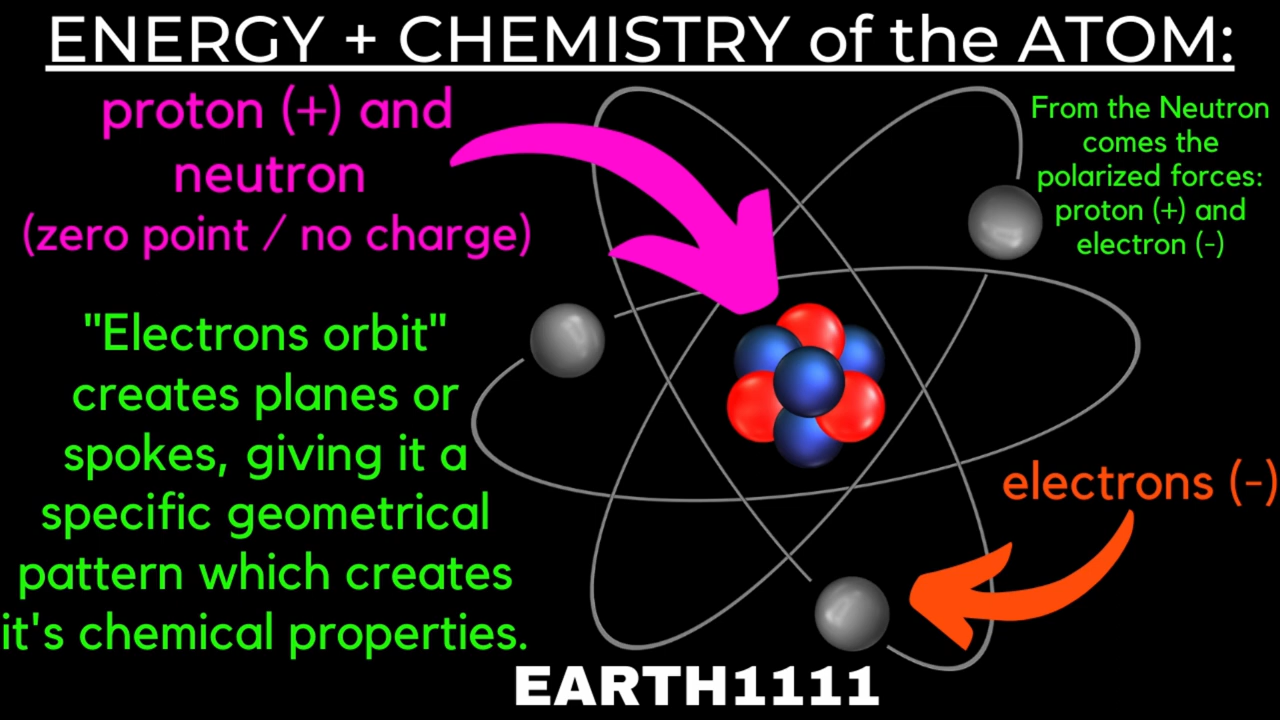 ENERGY + CHEMISTRY of the ATOM:
proton (+) and
neutron
(zero point / no charge)
From the Neutron
comes the
polarized forces:
proton (+) and
electron (-)
"Electrons orbit"
creates planes or
spokes, giving it a
specific geometrical
pattern which creates
it's chemical properties.
electrons (-)
EARTH1111